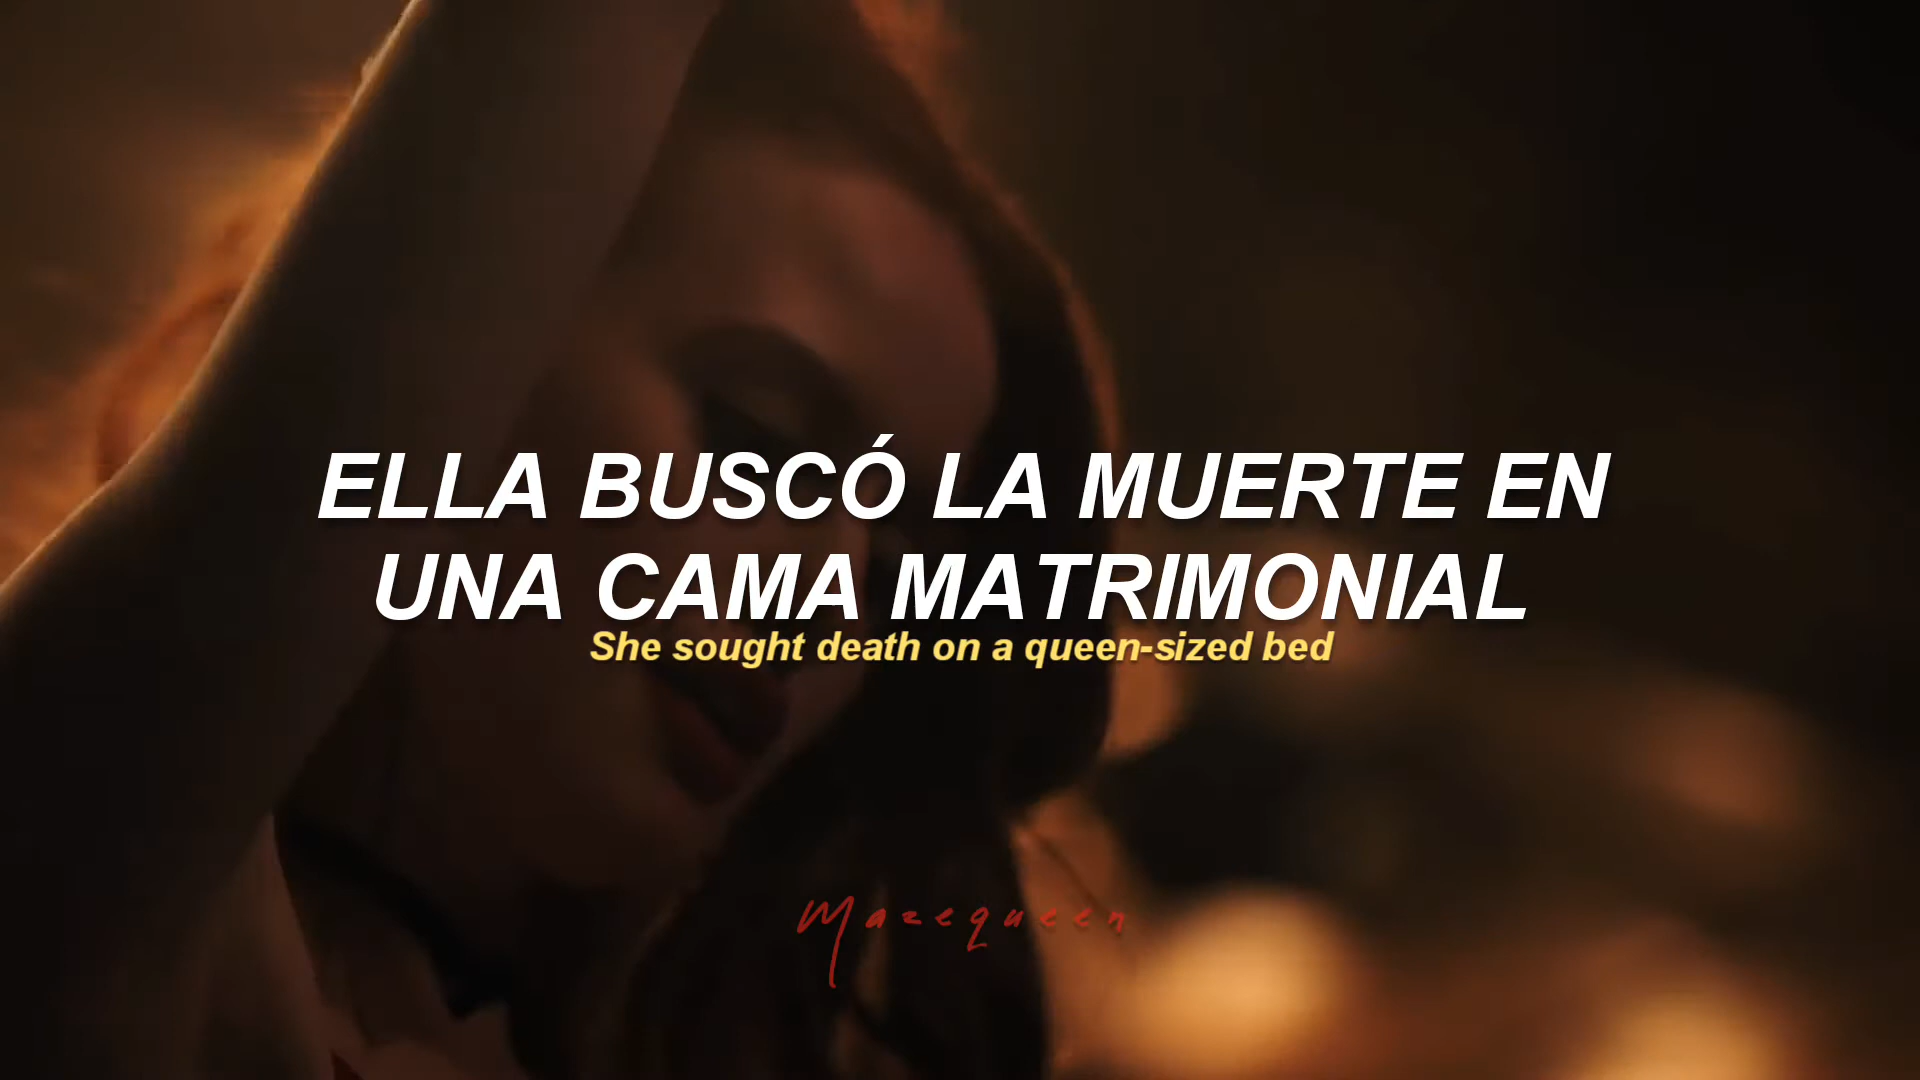 ELLA BUSCÓ LA MUERTE EN
UNA CAMA MATRIMONIAL
She sought death on a queen-sized bed
Mazequeen